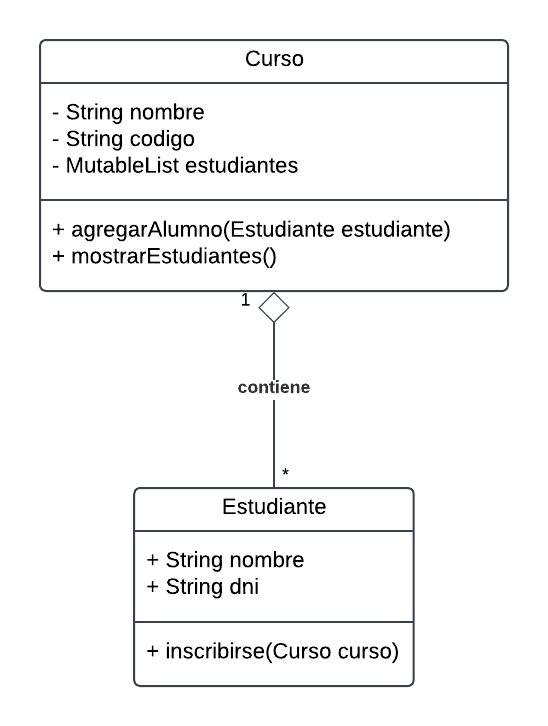 Curso
- String nombre
- String codigo
- MutableList estudiantes
+ agregarAlumno(Estudiante estudiante)
+ mostrarEstudiantes()
1
contiene
*
Estudiante
+ String nombre
+ String dni
+ inscribirse(Curso curso)